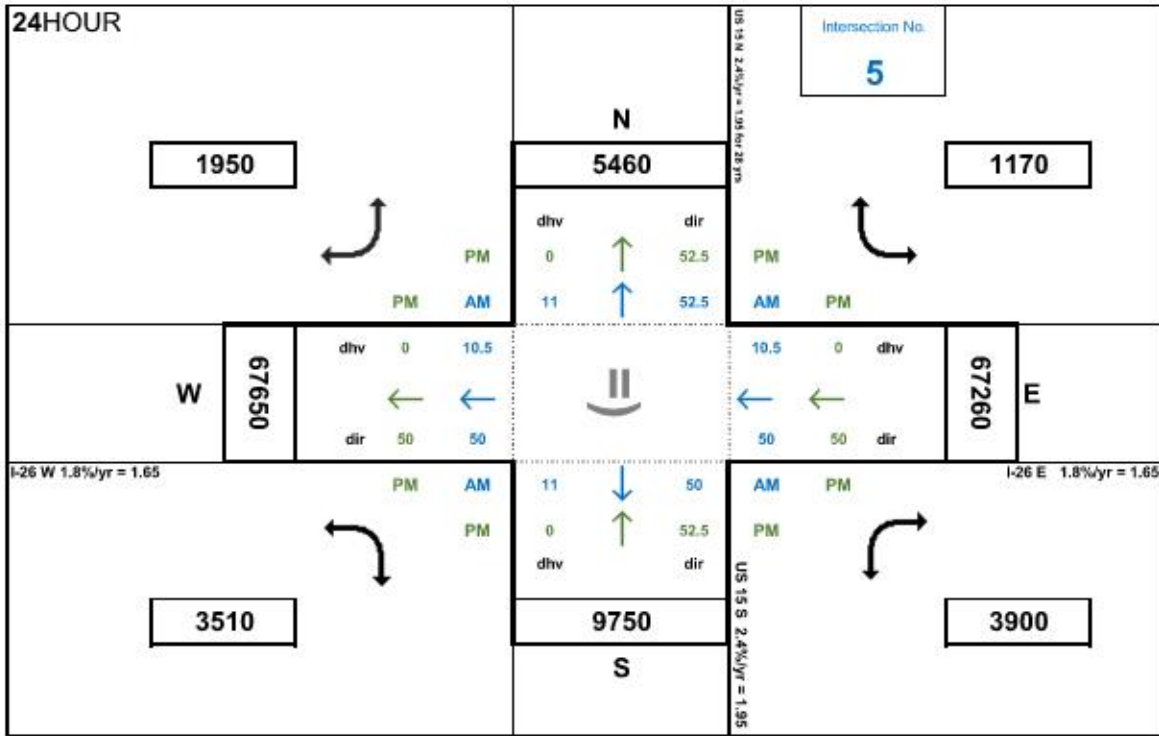 24HOUR
Intersection No.
5
US 15 N 2.4%/yr = 1.95 for 28 yrs
N
1950
5460
1170
dhv dir
PM 0 52.5 PM
PM AM 11 52.5 AM PM
dhv 0 10.5 10.5 0 dhv
W 67650 67260 E
dir 50 50 50 50 dir
I-26 W 1.8%/yr = 1.65
I-26 E 1.8%/yr = 1.65
PM AM 11 50 AM PM
PM 0 52.5 PM
dhv dir
US 15 S 2.4%/yr = 1.95
3510
9750
3900
S